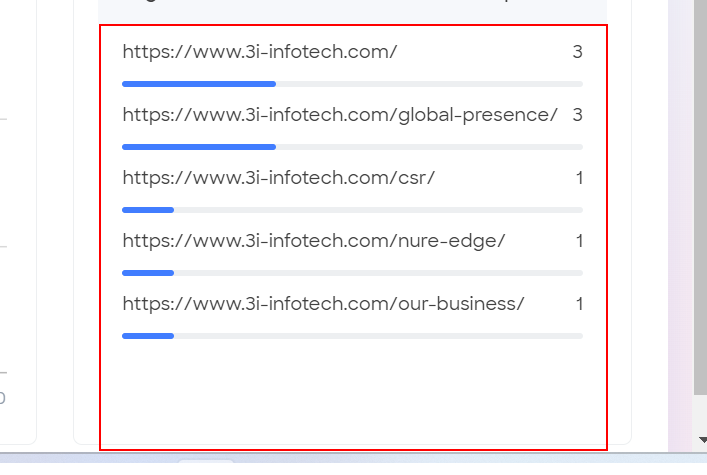 https://www.3i-infotech.com/ 3
https://www.3i-infotech.com/global-presence/ 3
https://www.3i-infotech.com/csr/ 1
https://www.3i-infotech.com/nure-edge/ 1
https://www.3i-infotech.com/our-business/ 1